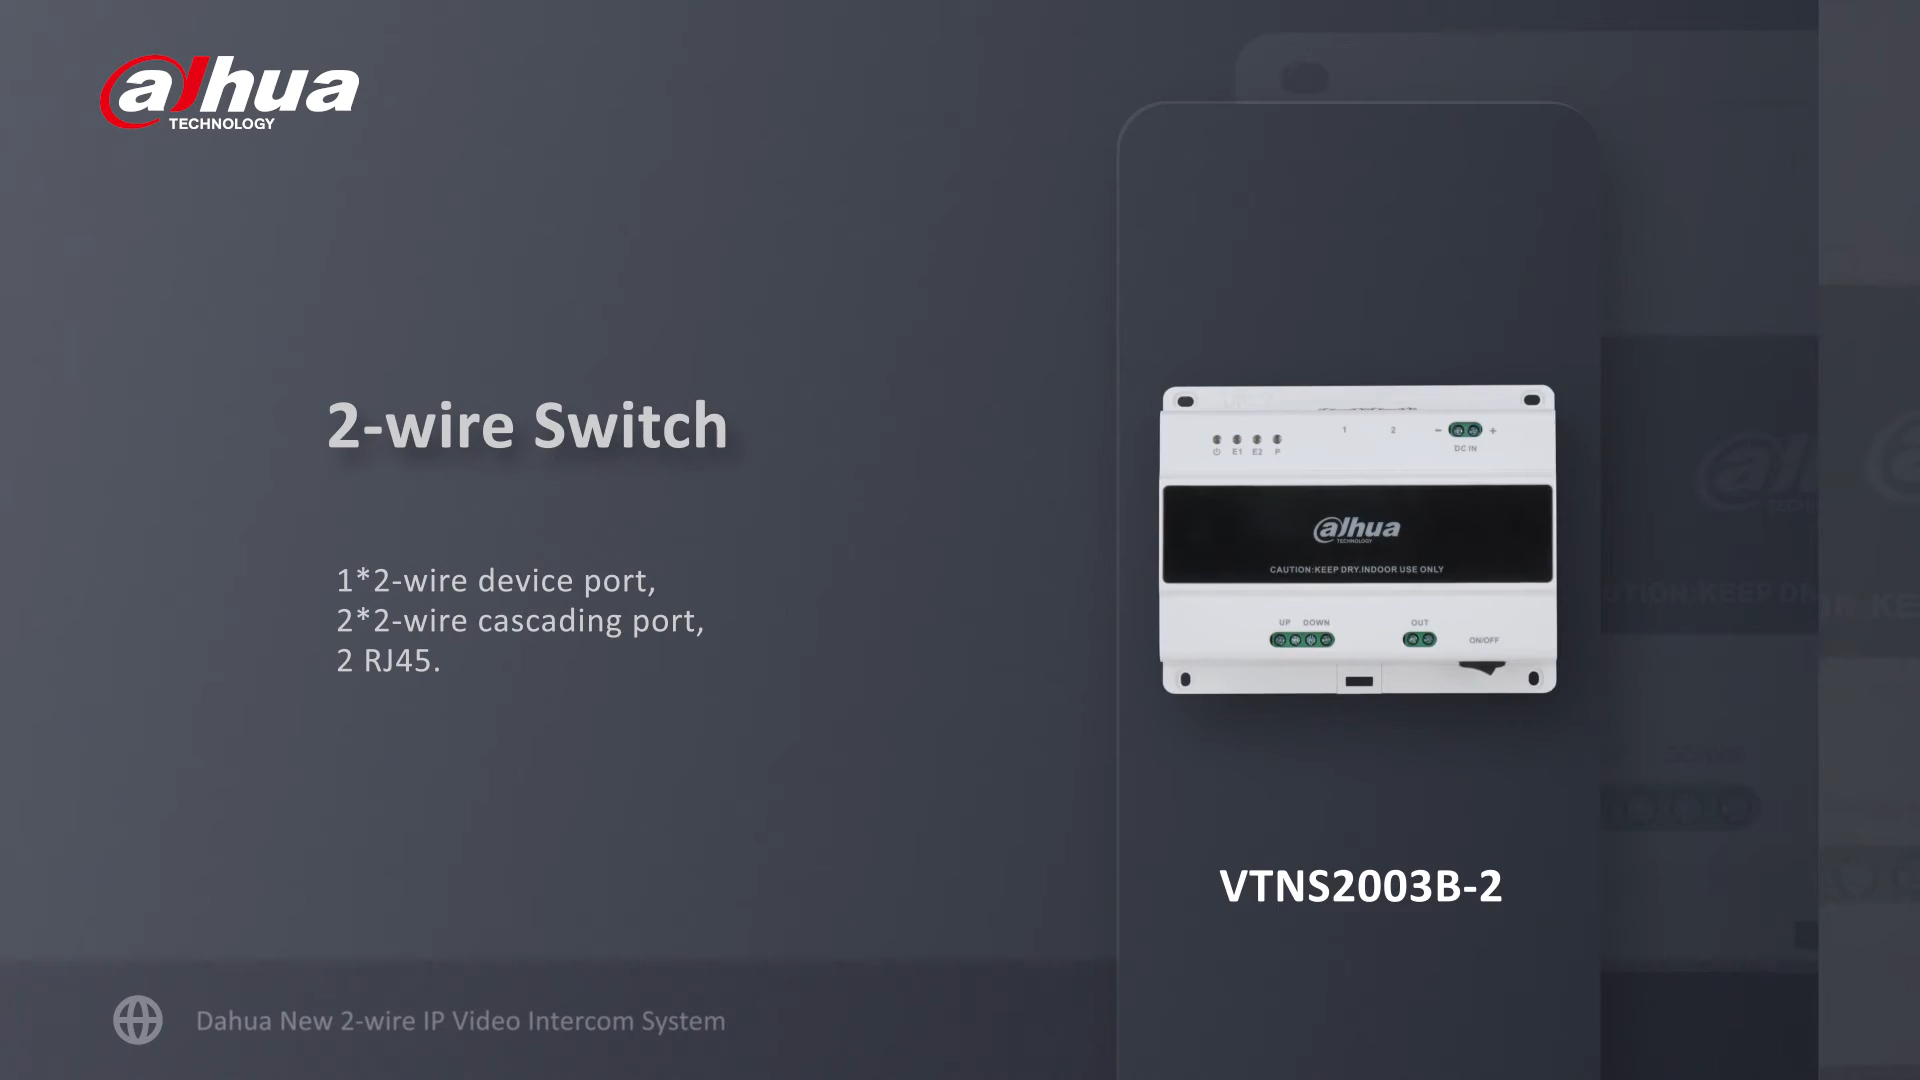 alhua
TECHNOLOGY
2-wire Switch
1*2-wire device port,
2*2-wire cascading port,
2 RJ45.
1 2 - +
E1 E2 P
DC IN
alhua
TECHNOLOGY
CAUTION:KEEP DRY.INDOOR USE ONLY
UP DOWN OUT
ON/OFF
VTNS2003B-2
Dahua New 2-wire IP Video Intercom System